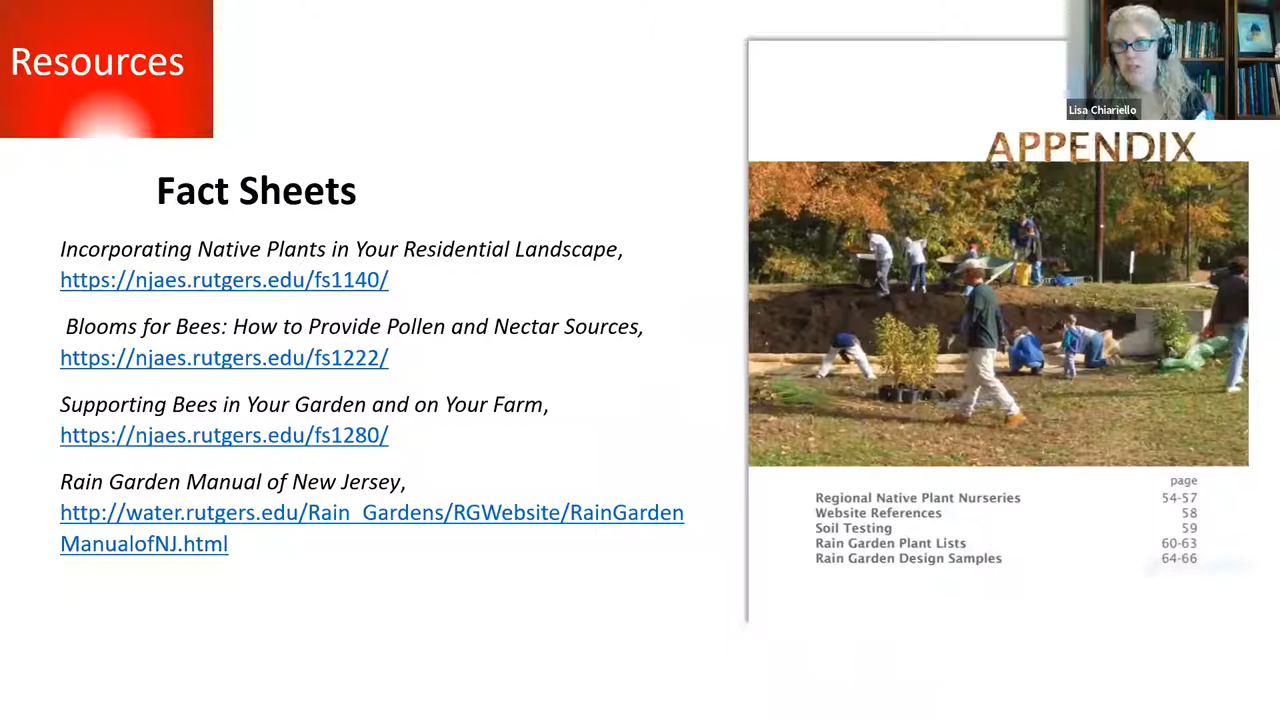 Resources
Lisa Chiariello
Fact Sheets
Incorporating Native Plants in Your Residential Landscape,
https://njaes.rutgers.edu/fs1140/
Blooms for Bees: How to Provide Pollen and Nectar Sources,
https://njaes.rutgers.edu/fs1222/
Supporting Bees in Your Garden and on Your Farm,
https://njaes.rutgers.edu/fs1280/
Rain Garden Manual of New Jersey,
http://water.rutgers.edu/Rain_Gardens/RGWebsite/RainGarden
ManualofNJ.html
APPENDIX
page
Regional Native Plant Nurseries 54-57
Website References 58
Soil Testing 59
Rain Garden Plant Lists 60-63
Rain Garden Design Samples 64-66